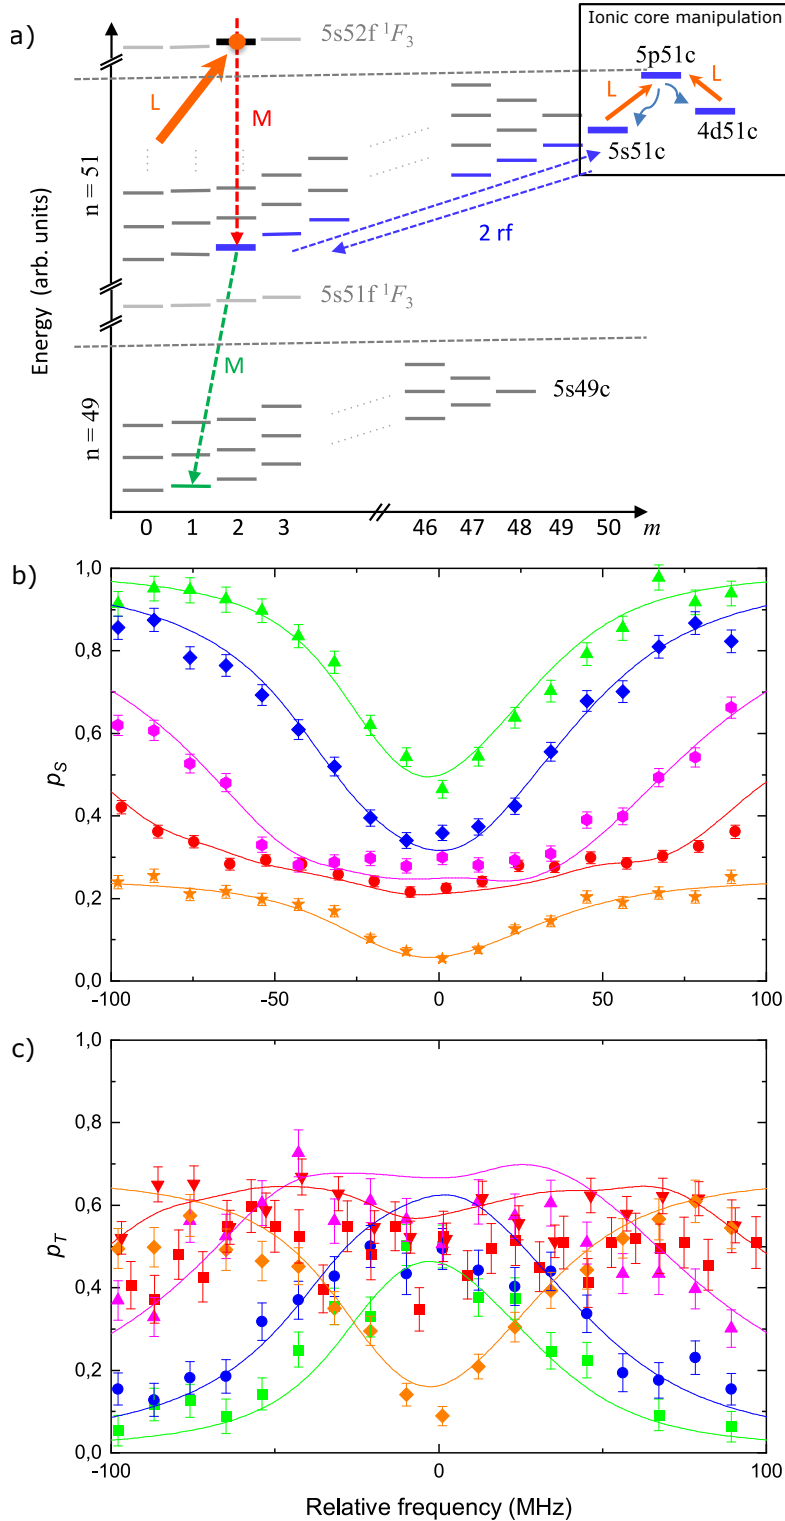 a)
5s52f ¹F₃
Ionic core manipulation
5p51c
L
L
4d51c
5s51c
L
M
n = 51
2 rf
Energy (arb. units)
5s51f ¹F₃
M
5s49c
n = 49
0 1 2 3 46 47 48 49 50 m
b)
1,0
0,8
0,6
p_S
0,4
0,2
0,0
-100 -50 0 50 100
c)
1,0
0,8
0,6
p_T
0,4
0,2
0,0
-100 -50 0 50 100
Relative frequency (MHz)